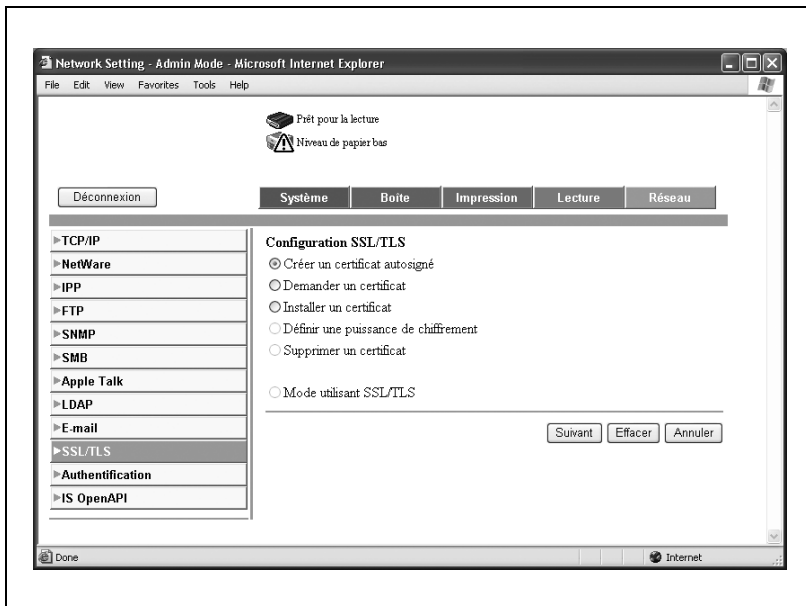 Network Setting - Admin Mode - Microsoft Internet Explorer
File Edit View Favorites Tools Help
Prêt pour la lecture
Niveau de papier bas
Déconnexion
Système Boîte Impression Lecture Réseau
TCP/IP
NetWare
IPP
FTP
SNMP
SMB
Apple Talk
LDAP
E-mail
SSL/TLS
Authentification
IS OpenAPI
Configuration SSL/TLS
Créer un certificat autosigné
Demander un certificat
Installer un certificat
Définir une puissance de chiffrement
Supprimer un certificat
Mode utilisant SSL/TLS
Suivant Effacer Annuler
Done Internet